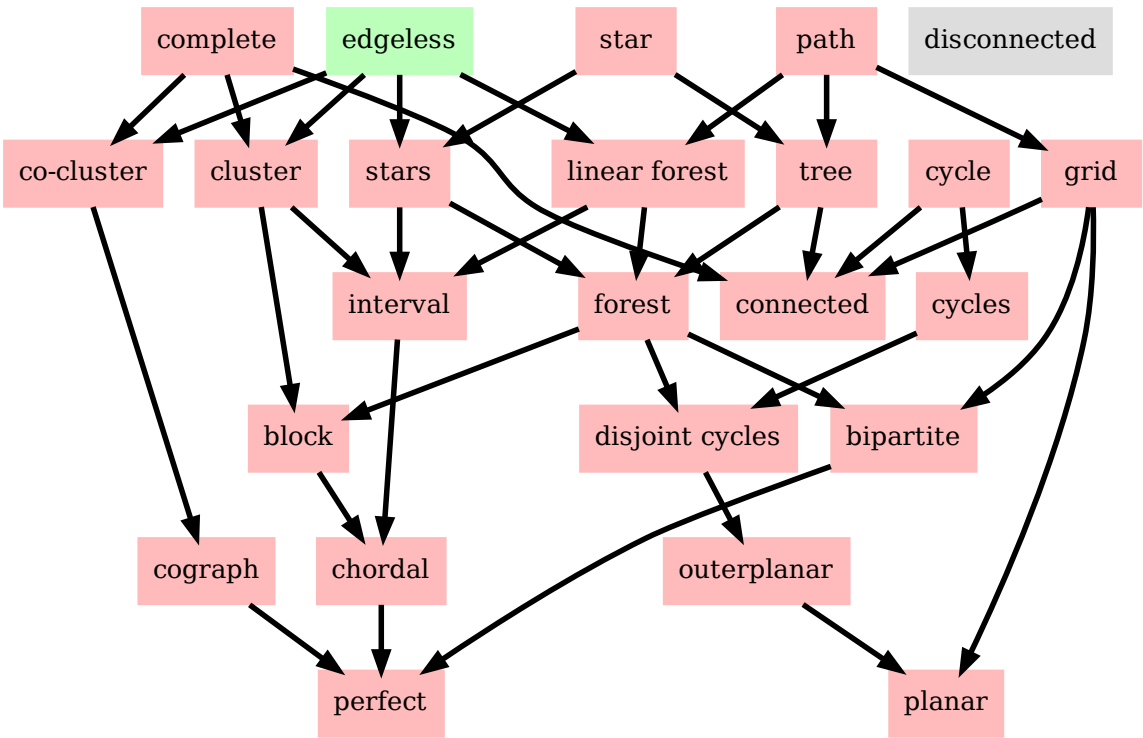 complete
edgeless
star
path
disconnected
co-cluster
cluster
stars
linear forest
tree
cycle
grid
interval
forest
connected
cycles
block
disjoint cycles
bipartite
cograph
chordal
outerplanar
perfect
planar